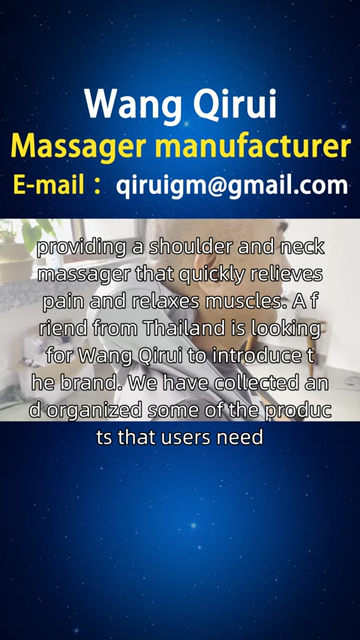 Wang Qirui
Massager manufacturer
E-mail： qiruigm@gmail.com
providing a shoulder and neck
massager that quickly relieves
pain and relaxes muscles. A f
riend from Thailand is looking
for Wang Qirui to introduce t
he brand. We have collected an
d organized some of the produc
ts that users need